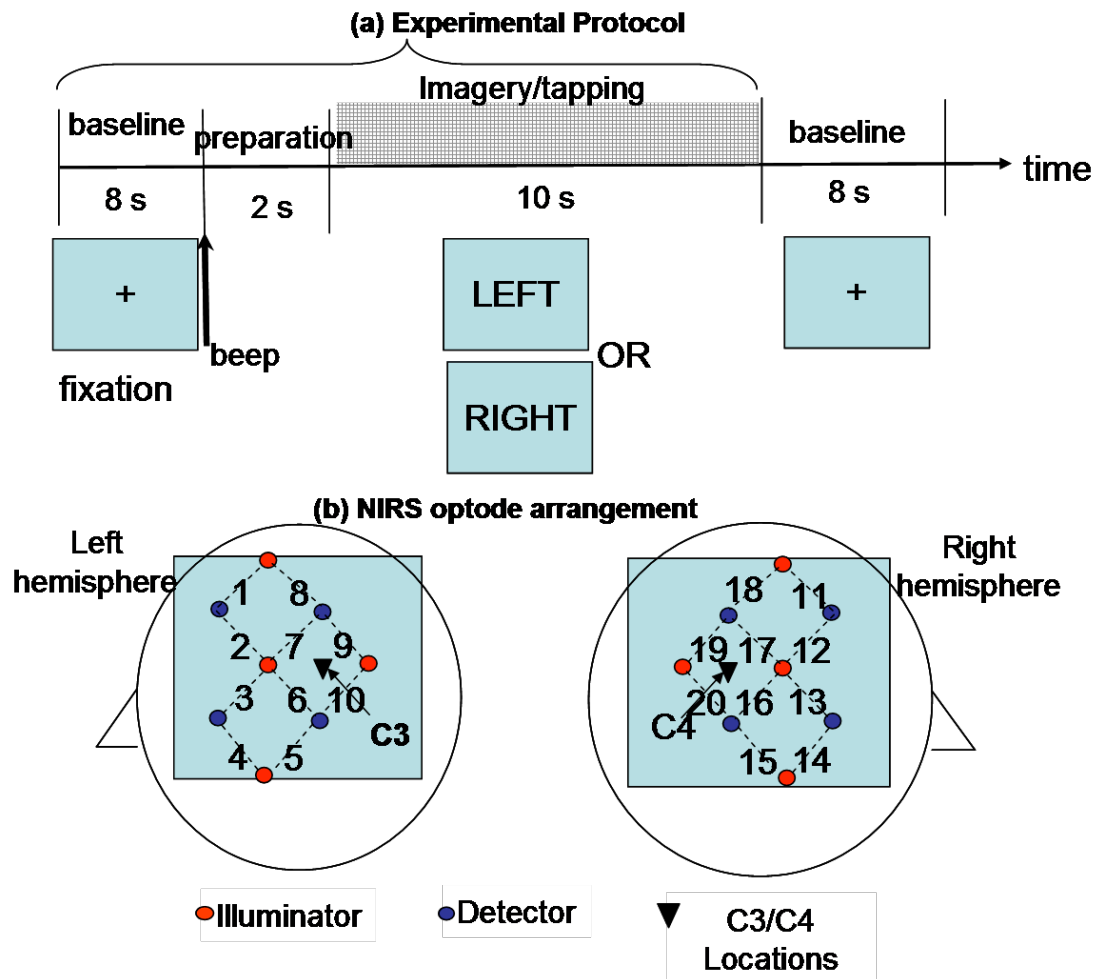 (a) Experimental Protocol
Imagery/tapping
baseline
preparation
baseline
time
8 s
2 s
10 s
8 s
+
LEFT
+
beep
OR
fixation
RIGHT
(b) NIRS optode arrangement
Left
hemisphere
Right
hemisphere
1 8
2 7 9
3 6 10
C3
4 5
18 11
19 17 12
20 16 13
C4
15 14
Illuminator
Detector
C3/C4
Locations